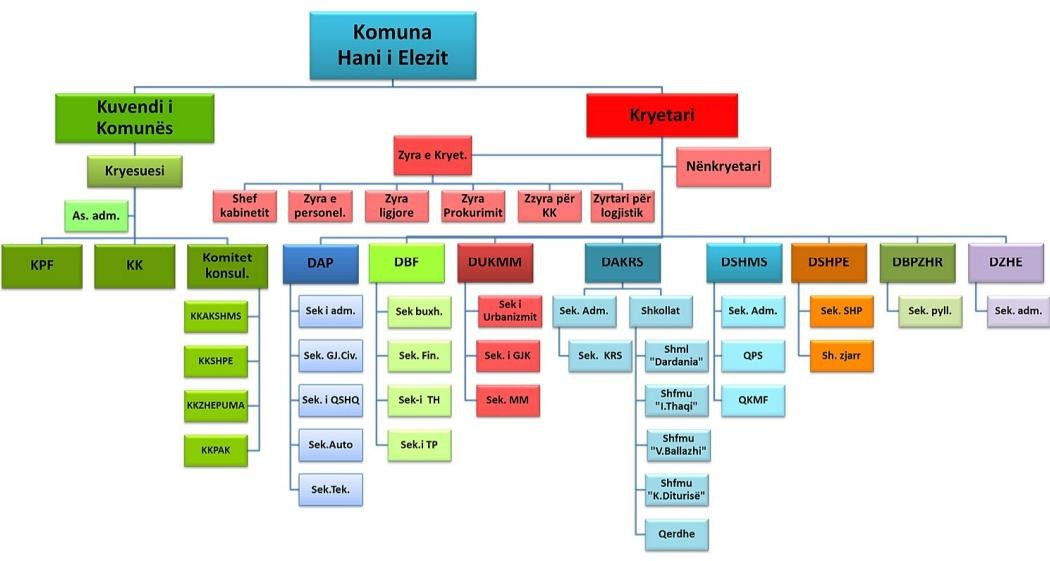 Komuna
Hani i Elezit
Kuvendi i
Komunës
Kryetari
Zyra e Kryet.
Nënkryetari
Kryesuesi
As. adm.
Shef
kabinetit
Zyra e
personel.
Zyra
ligjore
Zyra
Prokurimit
Zzyra për
KK
Zyrtari për
logjistik
KPF
KK
Komitet
konsul.
DAP
DBF
DUKMM
DAKRS
DSHMS
DSHPE
DBPZHR
DZHE
KKAKSHMS
KKSHPE
KKZHEPUMA
KKPAK
Sek i adm.
Sek. GJ.Civ.
Sek. i QSHQ
Sek.Auto
Sek.Tek.
Sek buxh.
Sek. Fin.
Sek-i  TH
Sek.i TP
Sek i
Urbanizmit
Sek. i GJK
Sek. MM
Sek. Adm.
Sek.  KRS
Shkollat
Shml
"Dardania"
Shfmu
"I.Thaqi"
Shfmu
"V.Ballazhi"
Shfmu
"K.Diturisë"
Qerdhe
Sek. Adm.
QPS
QKMF
Sek. SHP
Sh. zjarr
Sek. pyll.
Sek. adm.